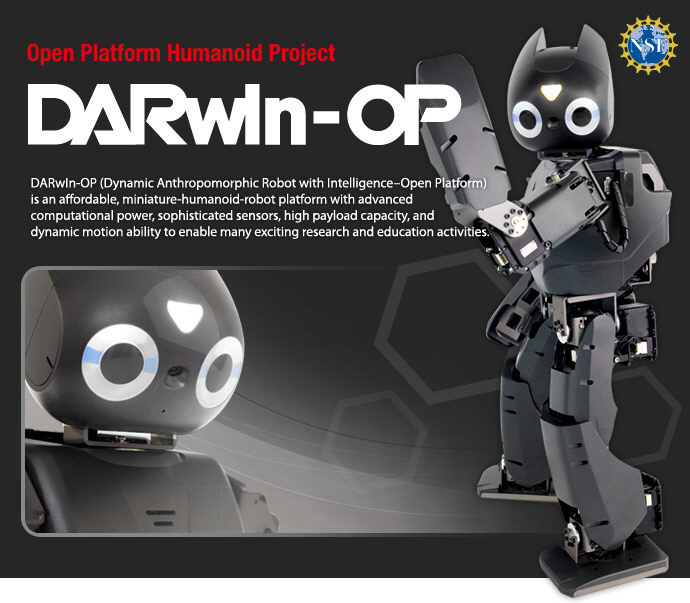 Open Platform Humanoid Project
NSF
DARwIn-OP
DARwIn-OP (Dynamic Anthropomorphic Robot with Intelligence–Open Platform)
is an affordable, miniature-humanoid-robot platform with advanced
computational power, sophisticated sensors, high payload capacity, and
dynamic motion ability to enable many exciting research and education activities.